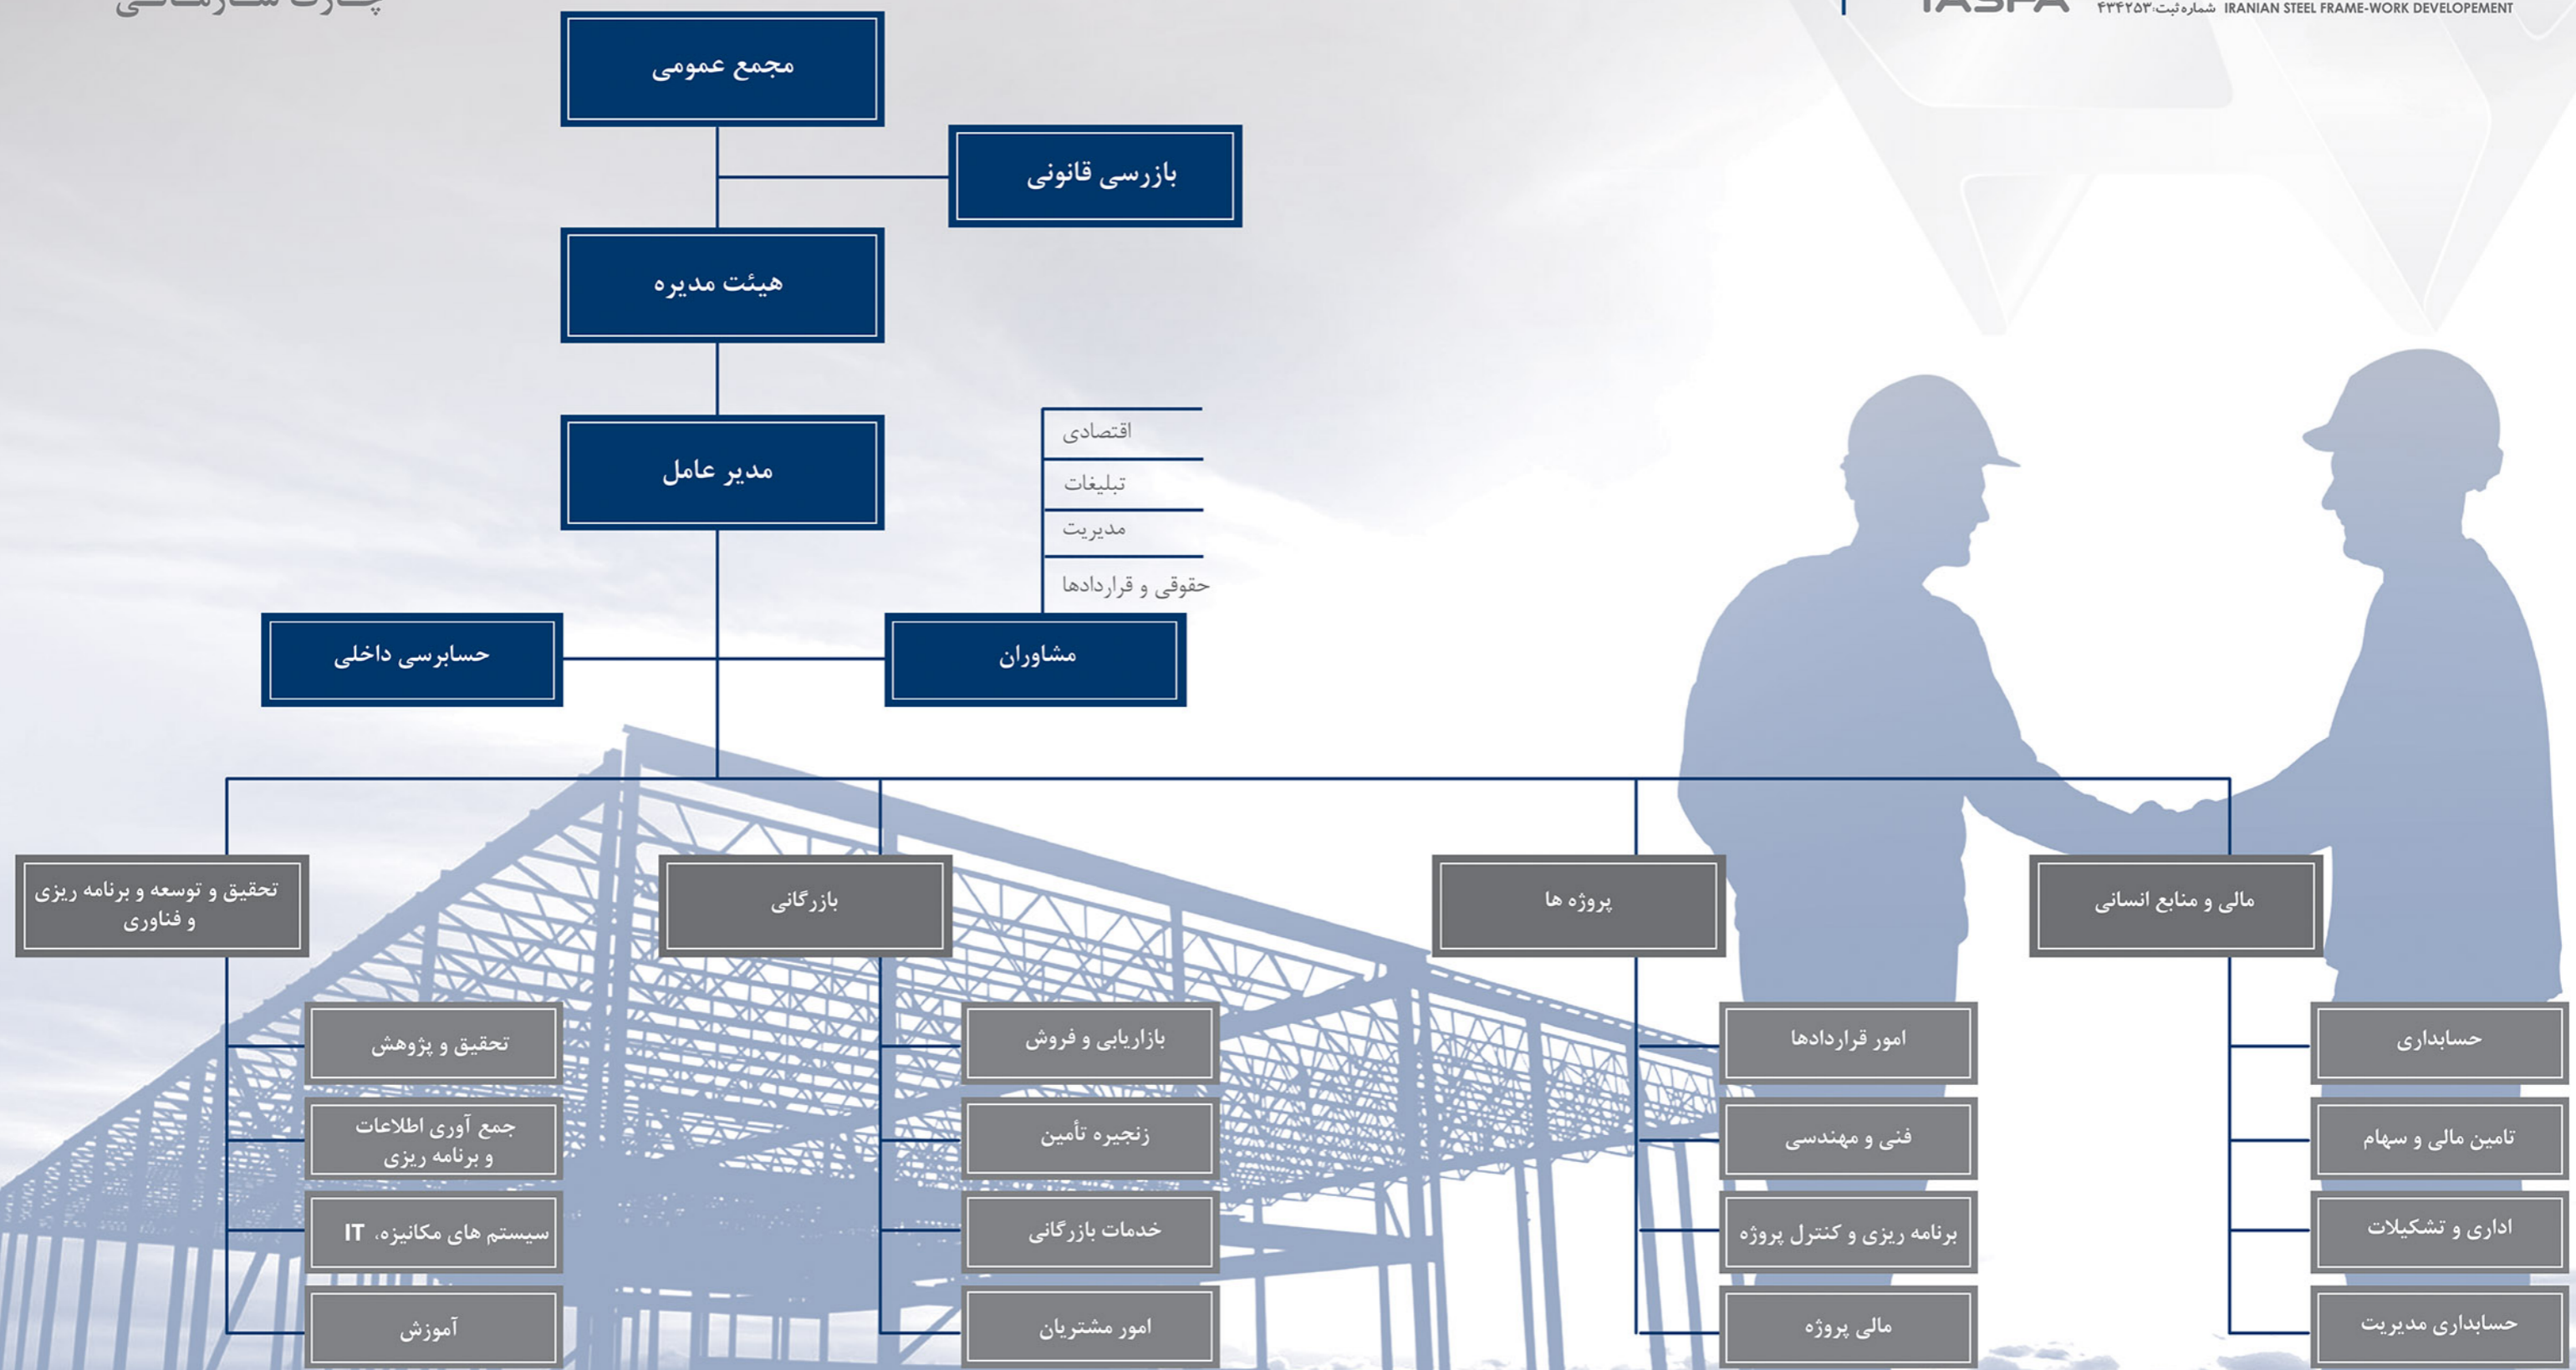 چارت سازمانی
TASFA
شماره ثبت: ۴۳۴۲۵۳ IRANIAN STEEL FRAME-WORK DEVELOPEMENT
مجمع عمومی
بازرسی قانونی
هیئت مدیره
مدیر عامل
اقتصادی
تبلیغات
مدیریت
حقوقی و قراردادها
مشاوران
حسابرسی داخلی
مالی و منابع انسانی
پروژه ها
بازرگانی
تحقیق و توسعه و برنامه ریزی
و فناوری
حسابداری
تامین مالی و سهام
اداری و تشکیلات
حسابداری مدیریت
امور قراردادها
فنی و مهندسی
برنامه ریزی و کنترل پروژه
مالی پروژه
بازاریابی و فروش
زنجیره تأمین
خدمات بازرگانی
امور مشتریان
تحقیق و پژوهش
جمع آوری اطلاعات
و برنامه ریزی
سیستم های مکانیزه، IT
آموزش